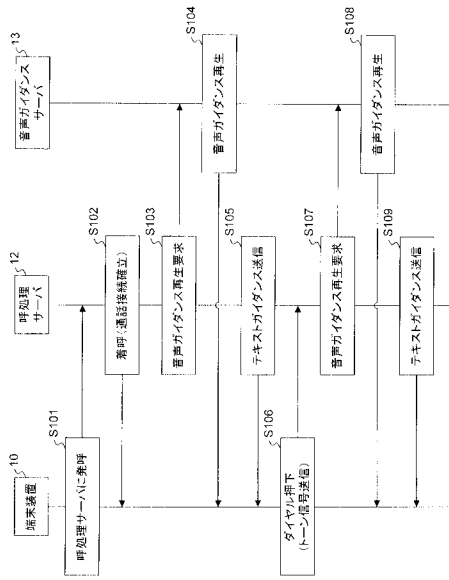 10
端末装置
12
呼処理
サーバ
13
音声ガイダンス
サーバ
S101
呼処理サーバに発呼
S102
着呼(通話接続確立)
S103
音声ガイダンス再生要求
S104
音声ガイダンス再生
S105
テキストガイダンス送信
S106
ダイヤル押下
(トーン信号送信)
S107
音声ガイダンス再生要求
S108
音声ガイダンス再生
S109
テキストガイダンス送信